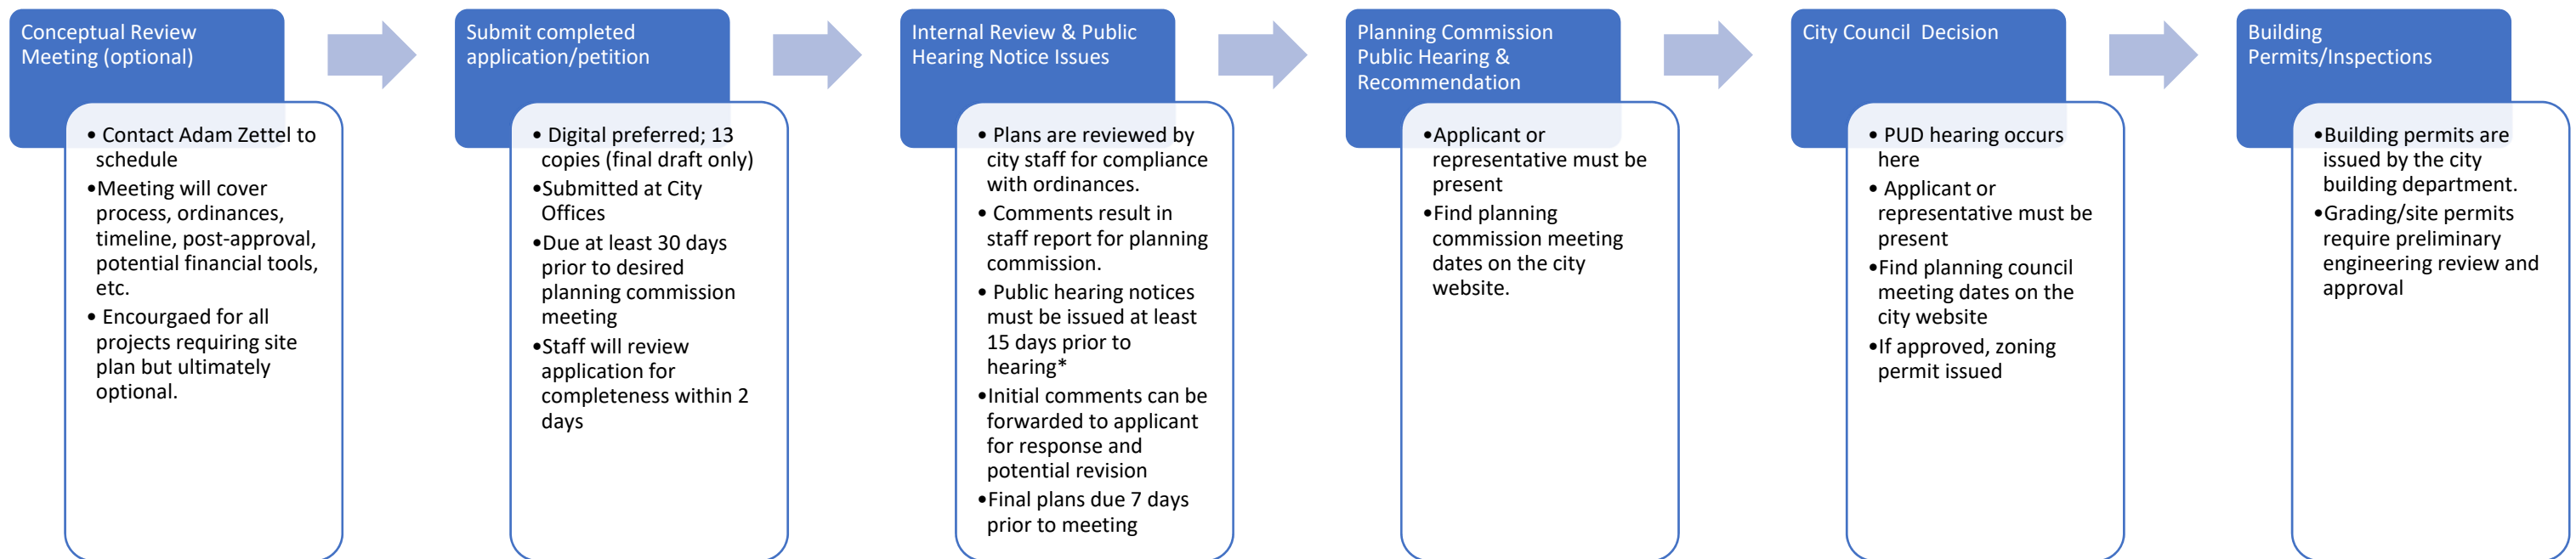 Conceptual Review
Meeting (optional)
• Contact Adam Zettel to
schedule
•Meeting will cover
process, ordinances,
timeline, post-approval,
potential financial tools,
etc.
• Encourgaed for all
projects requiring site
plan but ultimately
optional.
Submit completed
application/petition
• Digital preferred; 13
copies (final draft only)
•Submitted at City
Offices
•Due at least 30 days
prior to desired
planning commission
meeting
•Staff will review
application for
completeness within 2
days
Internal Review & Public
Hearing Notice Issues
• Plans are reviewed by
city staff for compliance
with ordinances.
• Comments result in
staff report for planning
commission.
• Public hearing notices
must be issued at least
15 days prior to
hearing*
•Initial comments can be
forwarded to applicant
for response and
potential revision
•Final plans due 7 days
prior to meeting
Planning Commission
Public Hearing &
Recommendation
•Applicant or
representative must be
present
•Find planning
commission meeting
dates on the city
website.
City Council  Decision
• PUD hearing occurs
here
• Applicant or
representative must be
present
•Find planning council
meeting dates on the
city website
•If approved, zoning
permit issued
Building
Permits/Inspections
•Building permits are
issued by the city
building department.
•Grading/site permits
require preliminary
engineering review and
approval